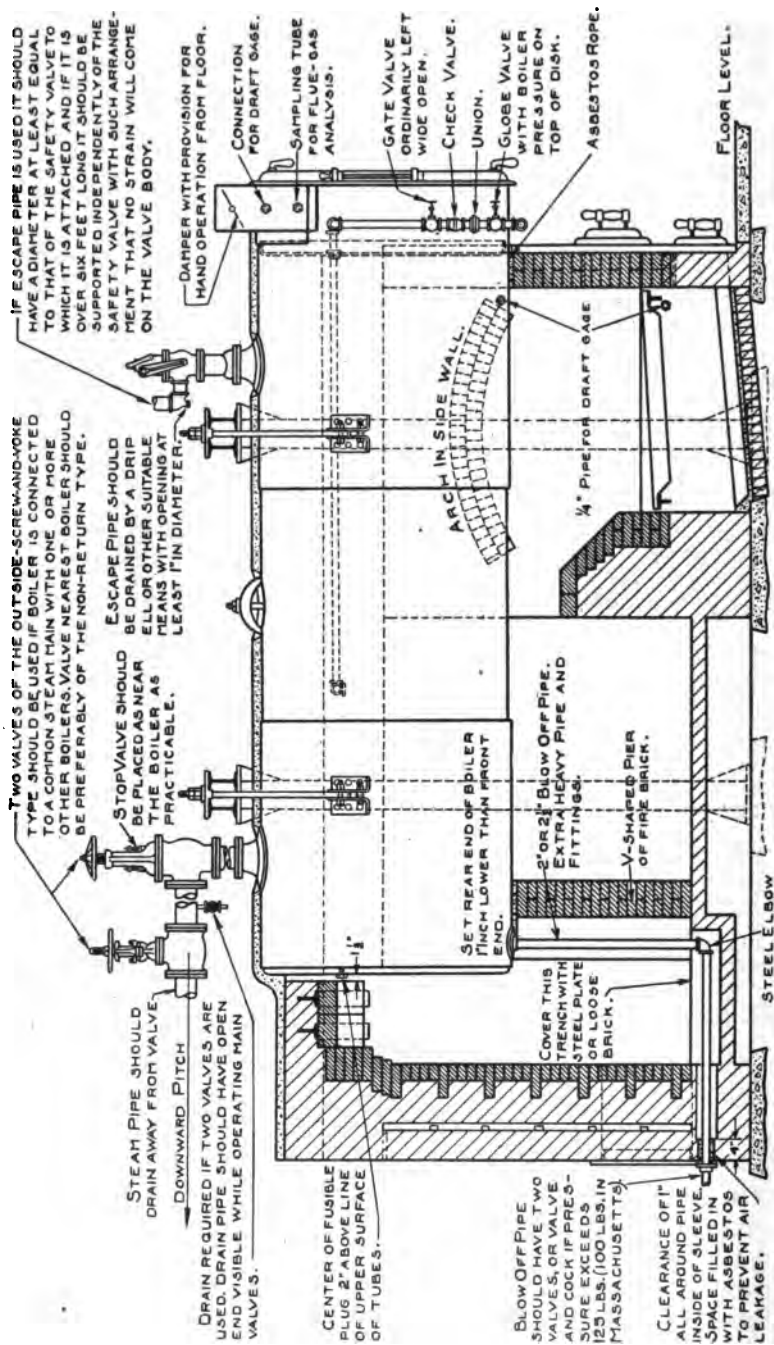 TWO VALVES OF THE OUTSIDE-SCREW-AND-YOKE
TYPE SHOULD BE USED IF BOILER IS CONNECTED
TO A COMMON STEAM MAIN WITH ONE OR MORE
OTHER BOILERS. VALVE NEAREST BOILER SHOULD
BE PREFERABLY OF THE NON-RETURN TYPE.
IF ESCAPE PIPE IS USED IT SHOULD
HAVE A DIAMETER AT LEAST EQUAL
TO THAT OF THE SAFETY VALVE TO
WHICH IT IS ATTACHED AND IF IT IS
OVER SIX FEET LONG IT SHOULD BE
SUPPORTED INDEPENDENTLY OF THE
SAFETY VALVE WITH SUCH ARRANGE-
MENT THAT NO STRAIN WILL COME
ON THE VALVE BODY.
STEAM PIPE SHOULD
DRAIN AWAY FROM VALVE.
DOWNWARD PITCH
STOP VALVE SHOULD
BE PLACED AS NEAR
THE BOILER AS
PRACTICABLE.
ESCAPE PIPE SHOULD
BE DRAINED BY A DRIP
ELL OR OTHER SUITABLE
MEANS WITH OPENING AT
LEAST 1" IN DIAMETER.
DAMPER WITH PROVISION FOR
HAND OPERATION FROM FLOOR.
CONNECTION
FOR DRAFT GAGE.
SAMPLING TUBE
FOR FLUE-GAS
ANALYSIS.
DRAIN REQUIRED IF TWO VALVES ARE
USED. DRAIN PIPE SHOULD HAVE OPEN
END VISIBLE WHILE OPERATING MAIN
VALVES.
GATE VALVE
ORDINARILY LEFT
WIDE OPEN.
CHECK VALVE.
UNION.
GLOBE VALVE
WITH BOILER
PRESSURE ON
TOP OF DISK.
CENTER OF FUSIBLE
PLUG 2" ABOVE LINE
OF UPPER SURFACE
OF TUBES.
1½"
SET REAR END OF BOILER
1 INCH LOWER THAN FRONT
END.
ARCH IN SIDE WALL.
ASBESTOS ROPE.
2" OR 2½" BLOW OFF PIPE.
EXTRA HEAVY PIPE AND
FITTINGS.
¼" PIPE FOR DRAFT GAGE
BLOW OFF PIPE
SHOULD HAVE TWO
VALVES, OR VALVE
AND COCK IF PRES-
SURE EXCEEDS
125 LBS. (100 LBS. IN
MASSACHUSETTS)
COVER THIS
TRENCH WITH
STEEL PLATE
OR LOOSE
BRICK.
V-SHAPED PIER
OF FIRE BRICK.
FLOOR LEVEL.
CLEARANCE OF 1"
ALL AROUND PIPE
INSIDE OF SLEEVE.
SPACE FILLED IN
WITH ASBESTOS
TO PREVENT AIR
LEAKAGE.
4"
STEEL ELBOW